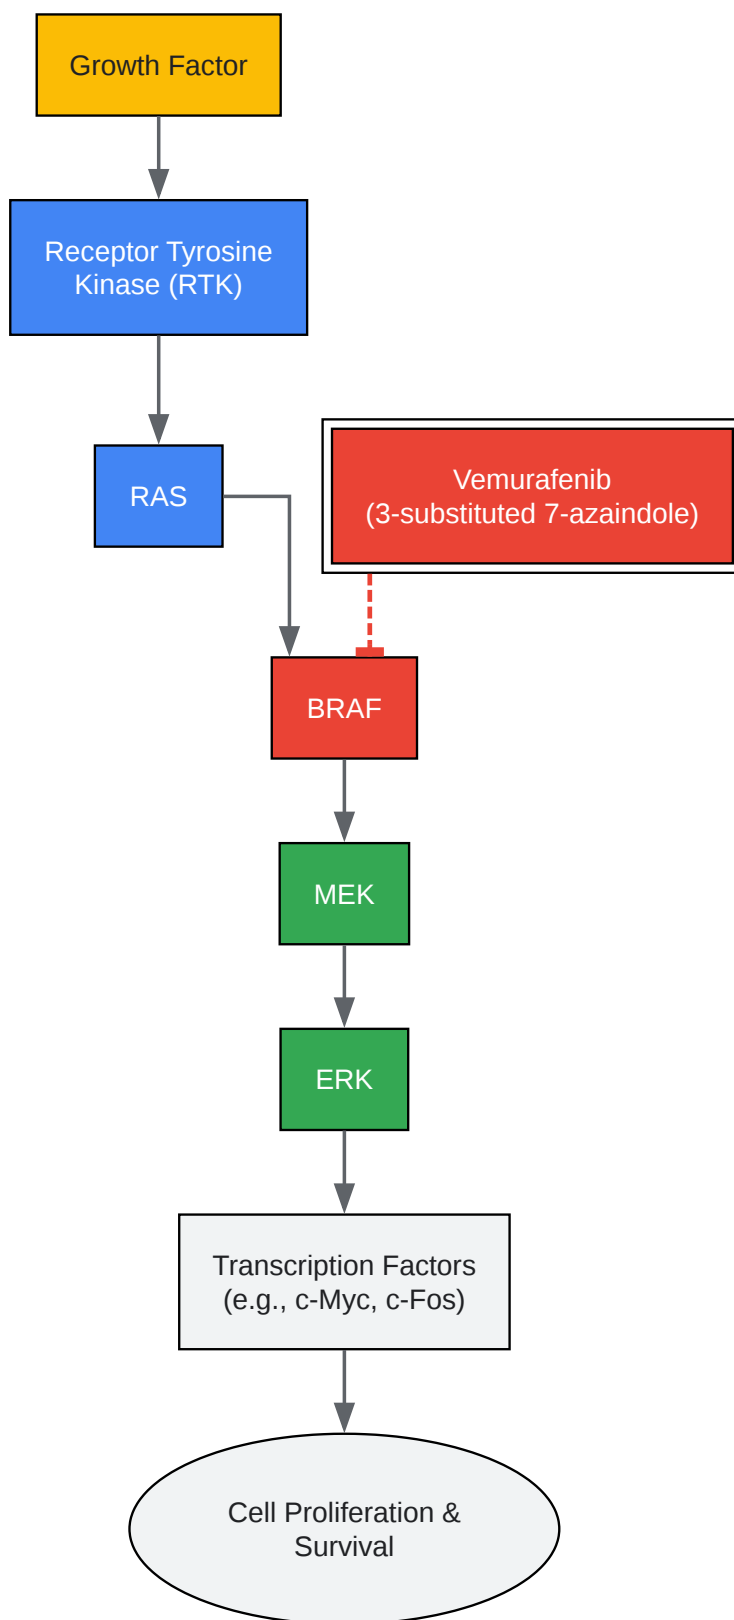 Growth Factor
Receptor Tyrosine
Kinase (RTK)
RAS
Vemurafenib
(3-substituted 7-azaindole)
BRAF
MEK
ERK
Transcription Factors
(e.g., c-Myc, c-Fos)
Cell Proliferation &
Survival